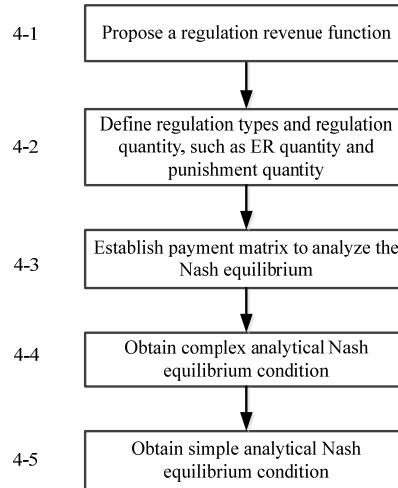 4-1
Propose a regulation revenue function
4-2
Define regulation types and regulation
quantity, such as ER quantity and
punishment quantity
4-3
Establish payment matrix to analyze the
Nash equilibrium
4-4
Obtain complex analytical Nash
equilibrium condition
4-5
Obtain simple analytical Nash
equilibrium condition